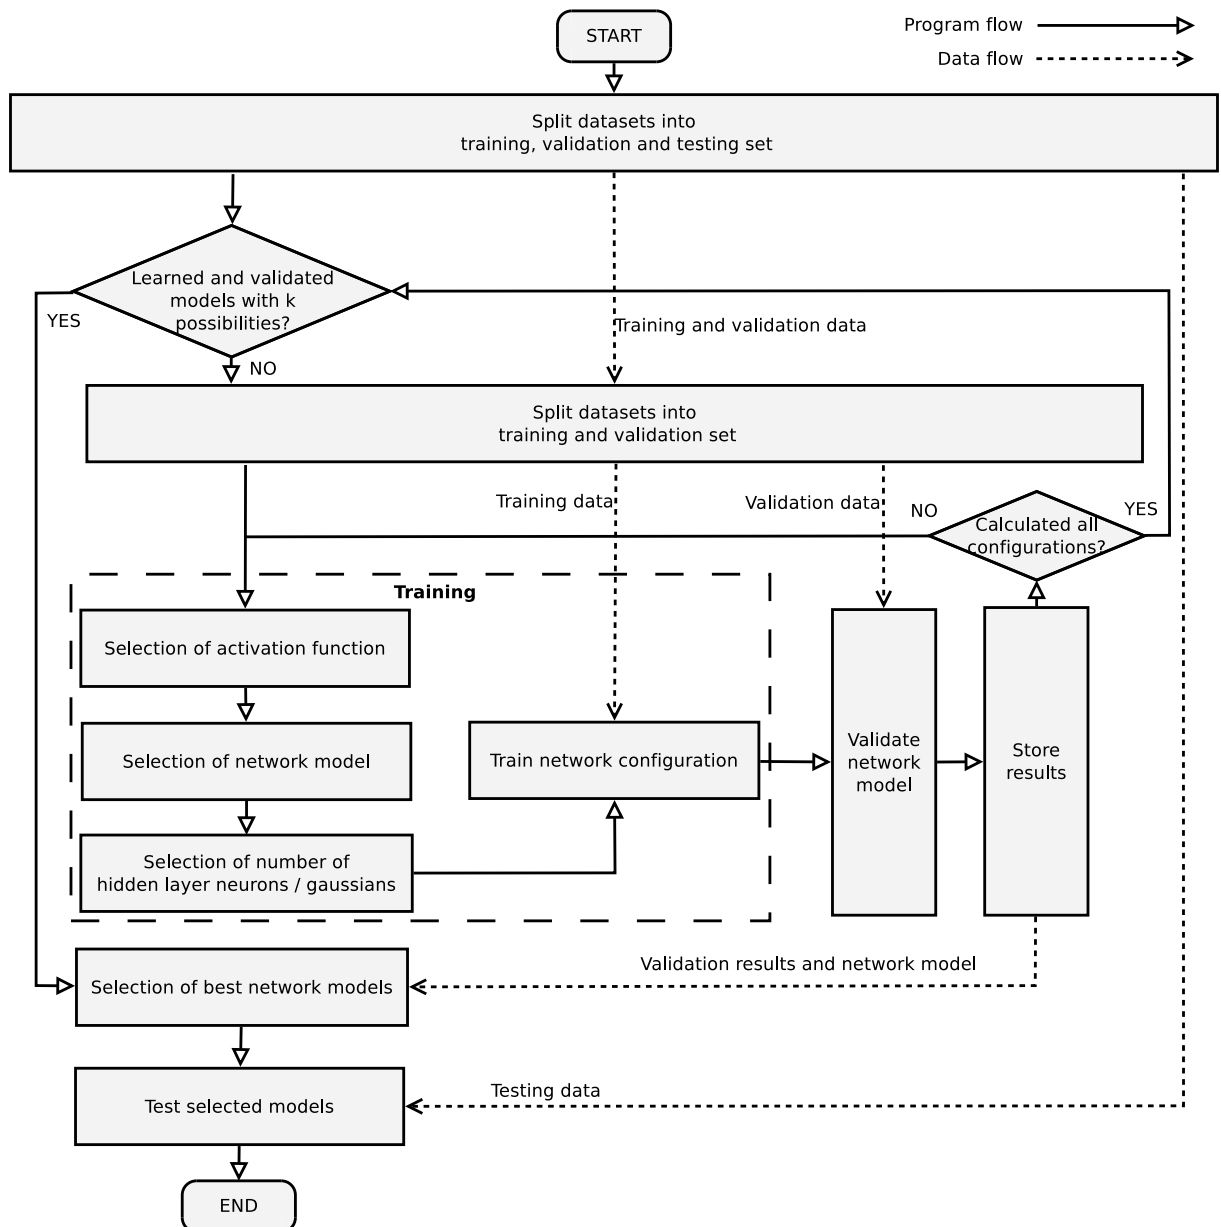 START
Program flow
Data flow
Split datasets into
training, validation and testing set
Learned and validated
models with k
possibilities?
YES
Training and validation data
NO
Split datasets into
training and validation set
Training data
Validation data
NO
YES
Calculated all
configurations?
Training
Selection of activation function
Selection of network model
Train network configuration
Validate
network
model
Store
results
Selection of number of
hidden layer neurons / gaussians
Validation results and network model
Selection of best network models
Testing data
Test selected models
END